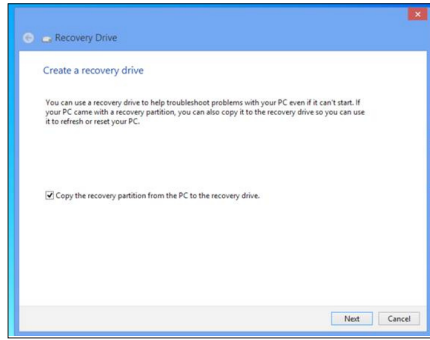 Recovery Drive
Create a recovery drive
You can use a recovery drive to help troubleshoot problems with your PC even if it can't start. If
your PC came with a recovery partition, you can also copy it to the recovery drive so you can use
it to refresh or reset your PC.
Copy the recovery partition from the PC to the recovery drive.
Next Cancel